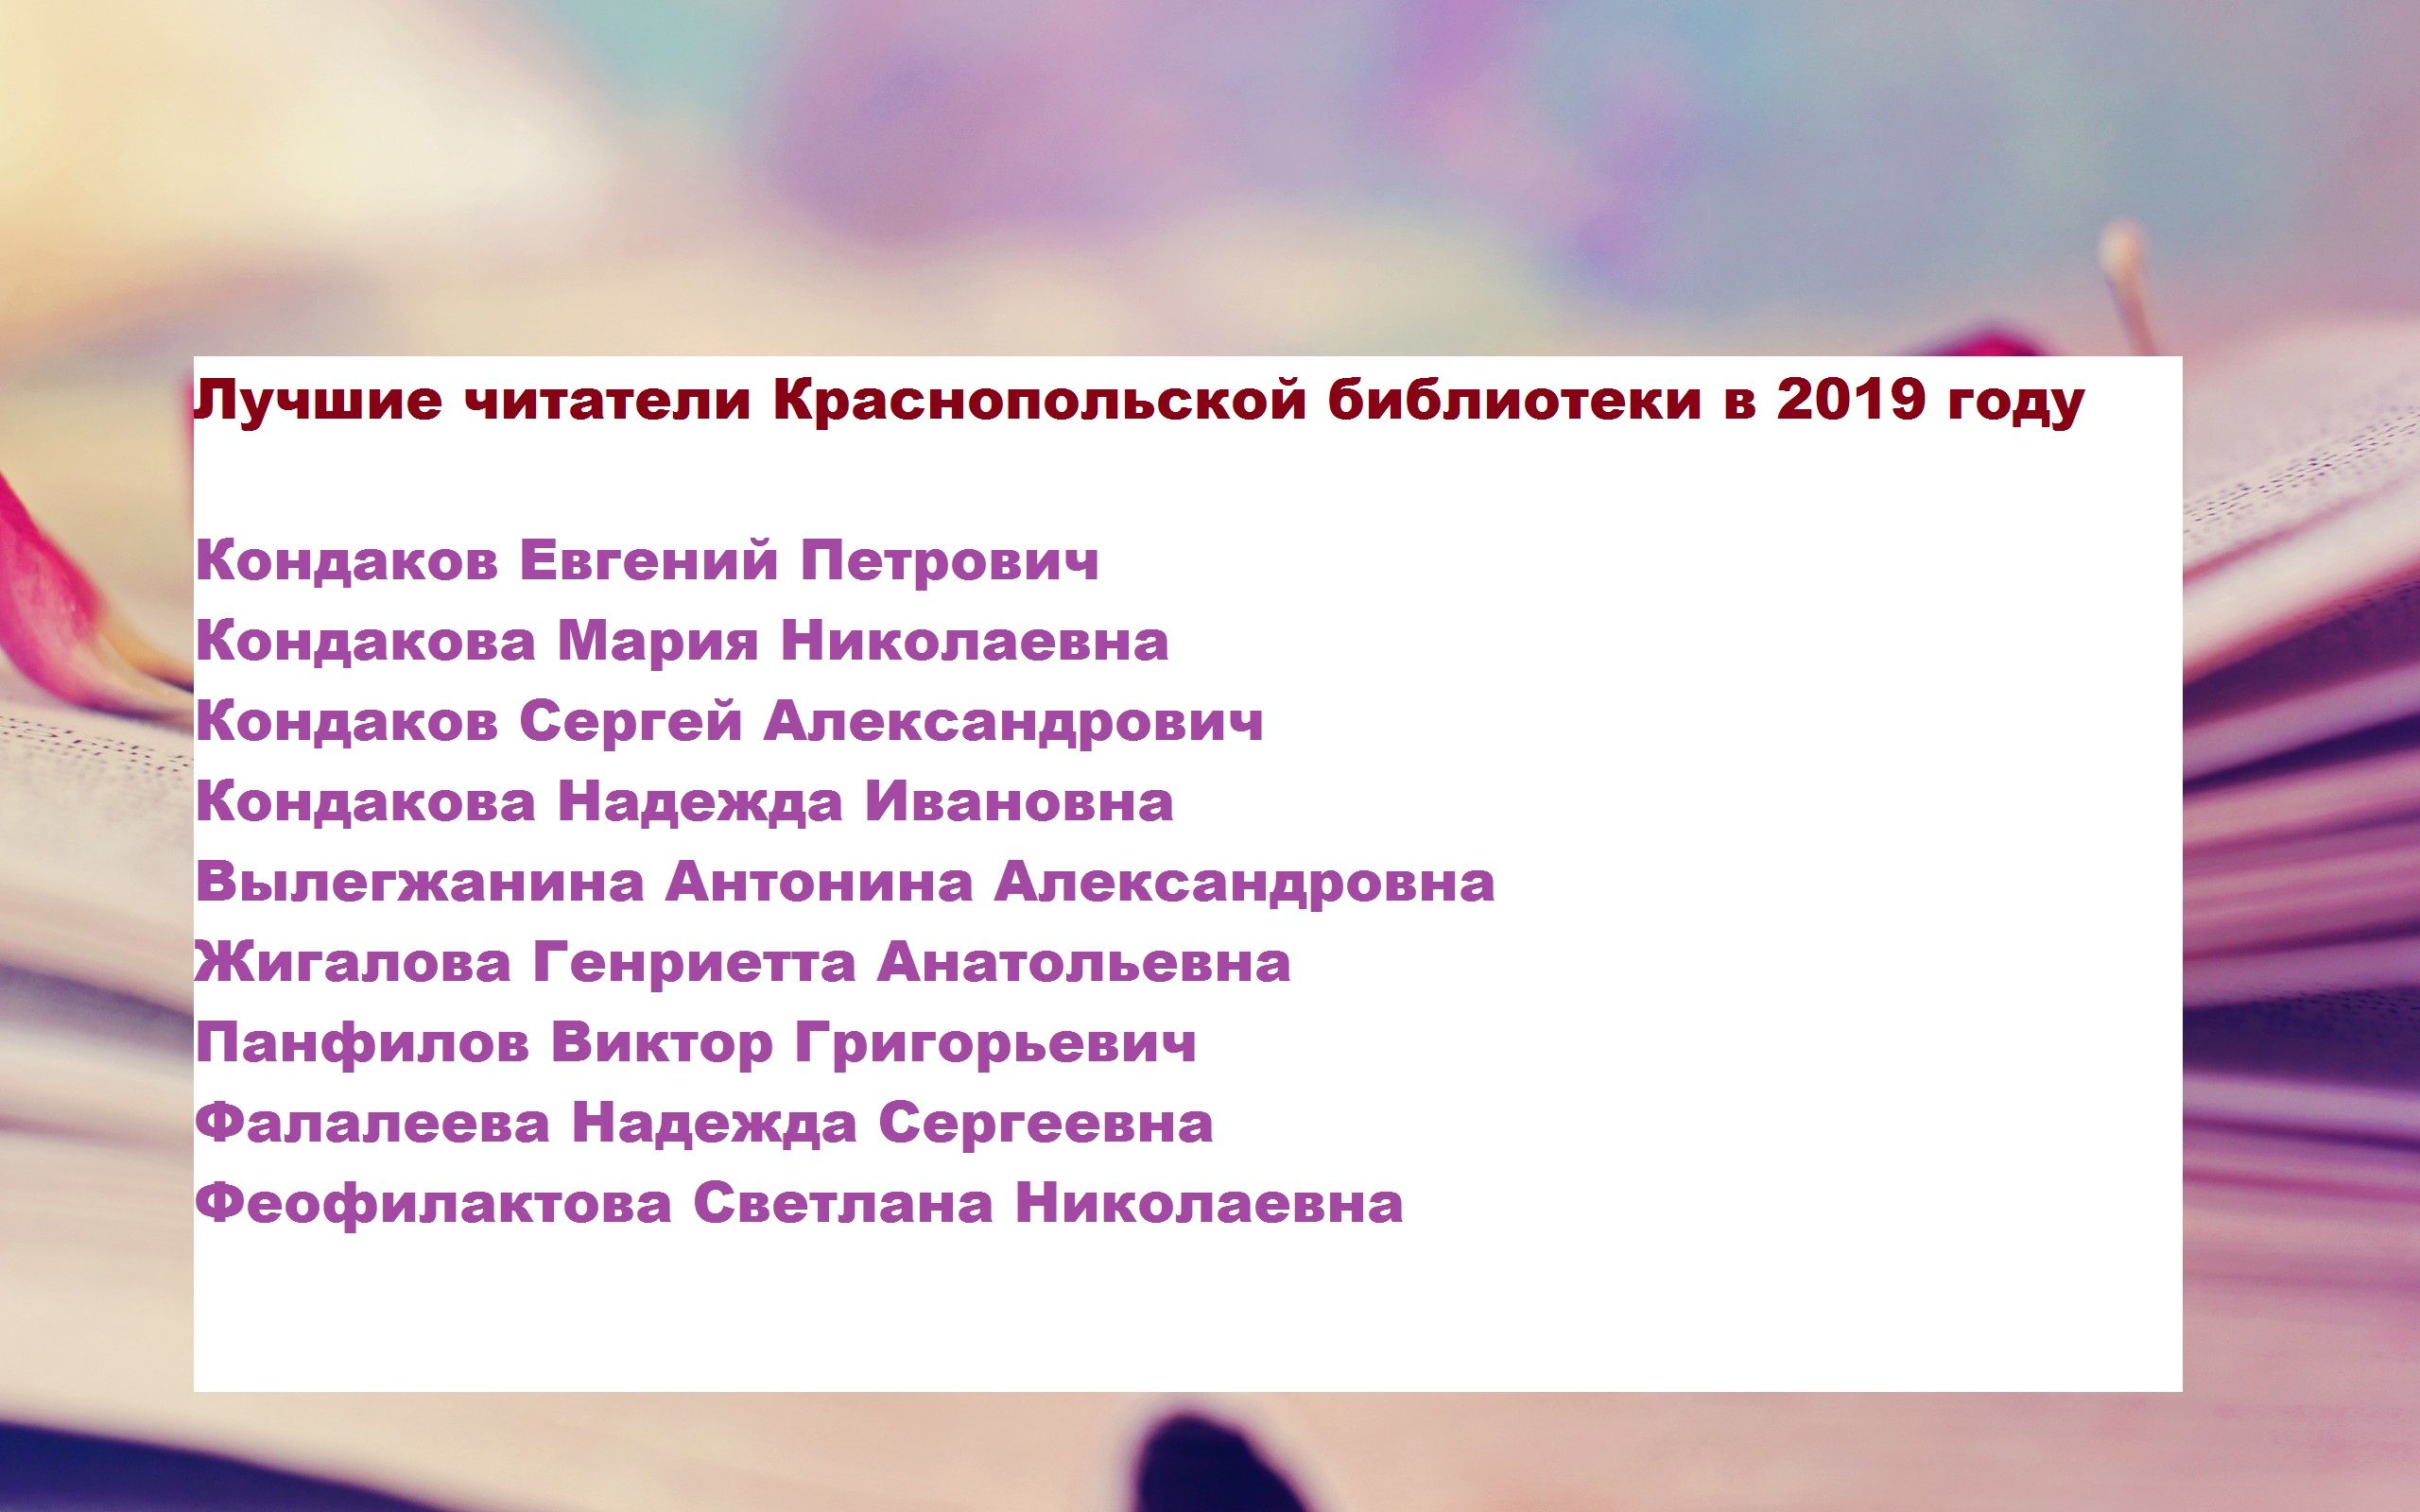 Лучшие читатели Краснопольской библиотеки в 2019 году
Кондаков Евгений Петрович
Кондакова Мария Николаевна
Кондаков Сергей Александрович
Кондакова Надежда Ивановна
Вылегжанина Антонина Александровна
Жигалова Генриетта Анатольевна
Панфилов Виктор Григорьевич
Фалалеева Надежда Сергеевна
Феофилактова Светлана Николаевна